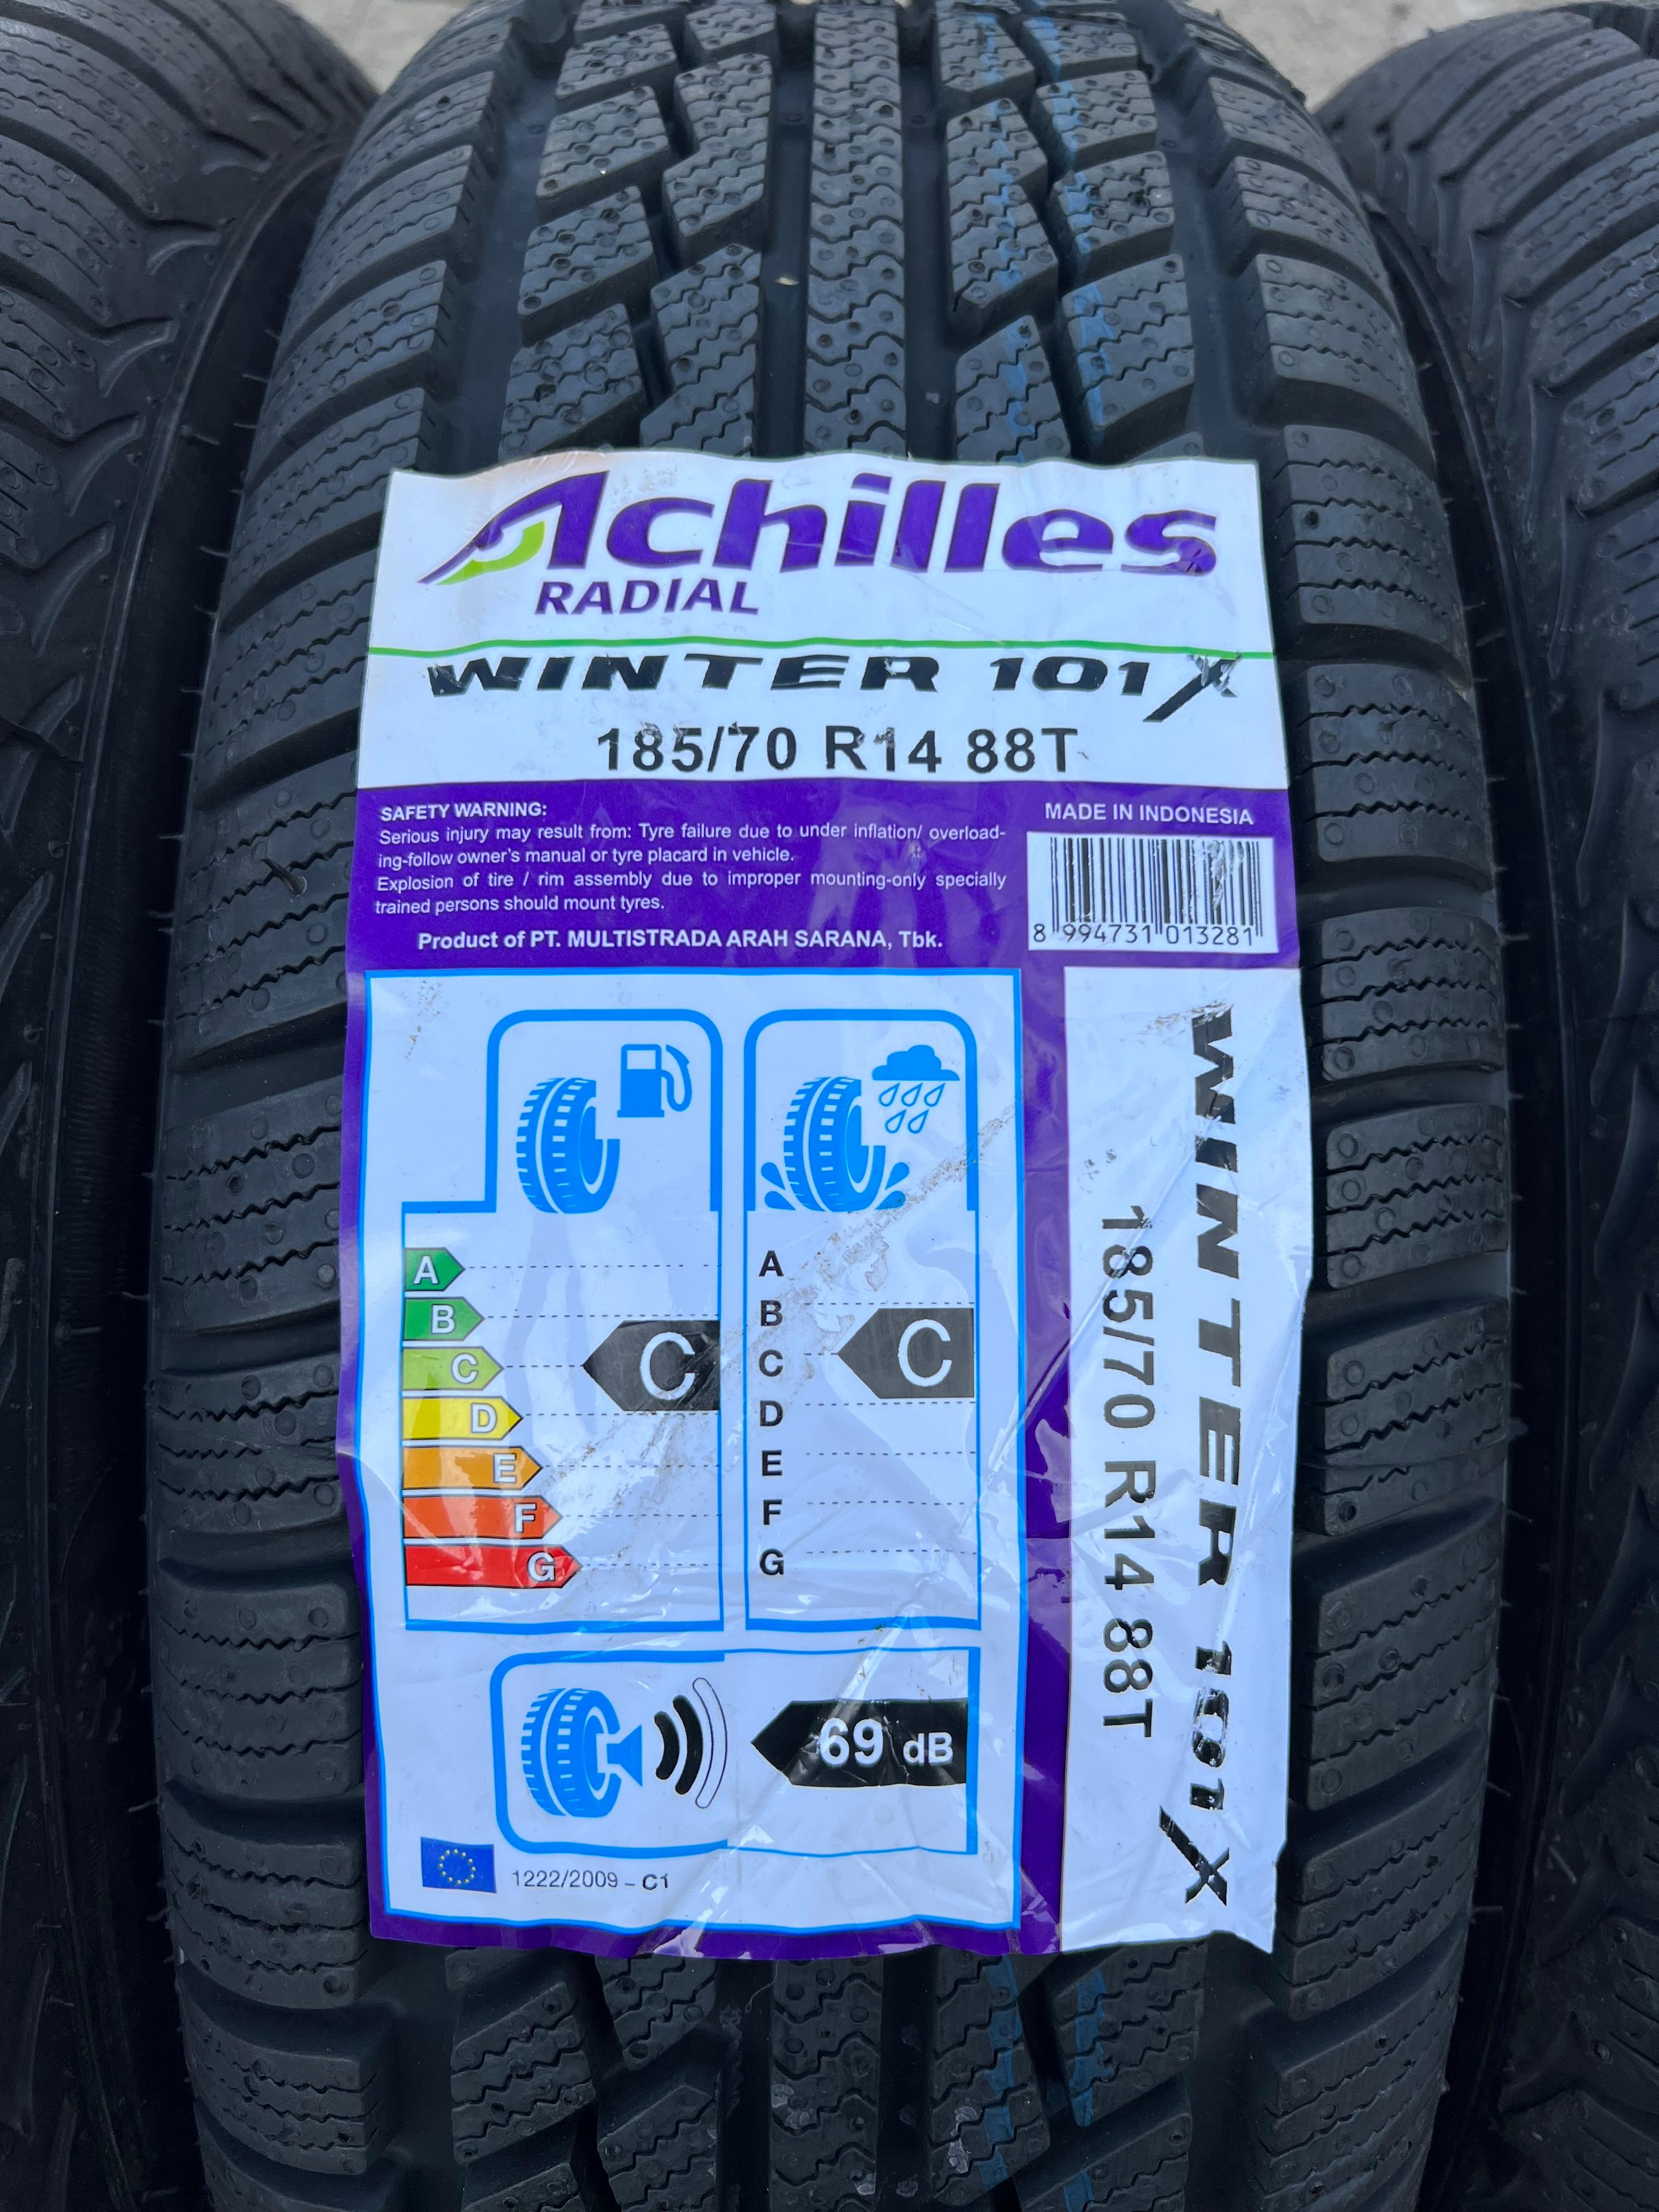 Achilles
RADIAL
WINTER 101X
185/70 R14 88T
SAFETY WARNING:
Serious injury may result from: Tyre failure due to under inflation/ overload-
ing-follow owner's manual or tyre placard in vehicle.
Explosion of tire / rim assembly due to improper mounting-only specially
trained persons should mount tyres.
Product of PT. MULTISTRADA ARAH SARANA, Tbk.
MADE IN INDONESIA
8 994731 013281
A
B
C
D
E
F
G
C
A
B
C
D
E
F
G
C
69 dB
1222/2009 – C1
WINTER 101X
185/70 R14 88T